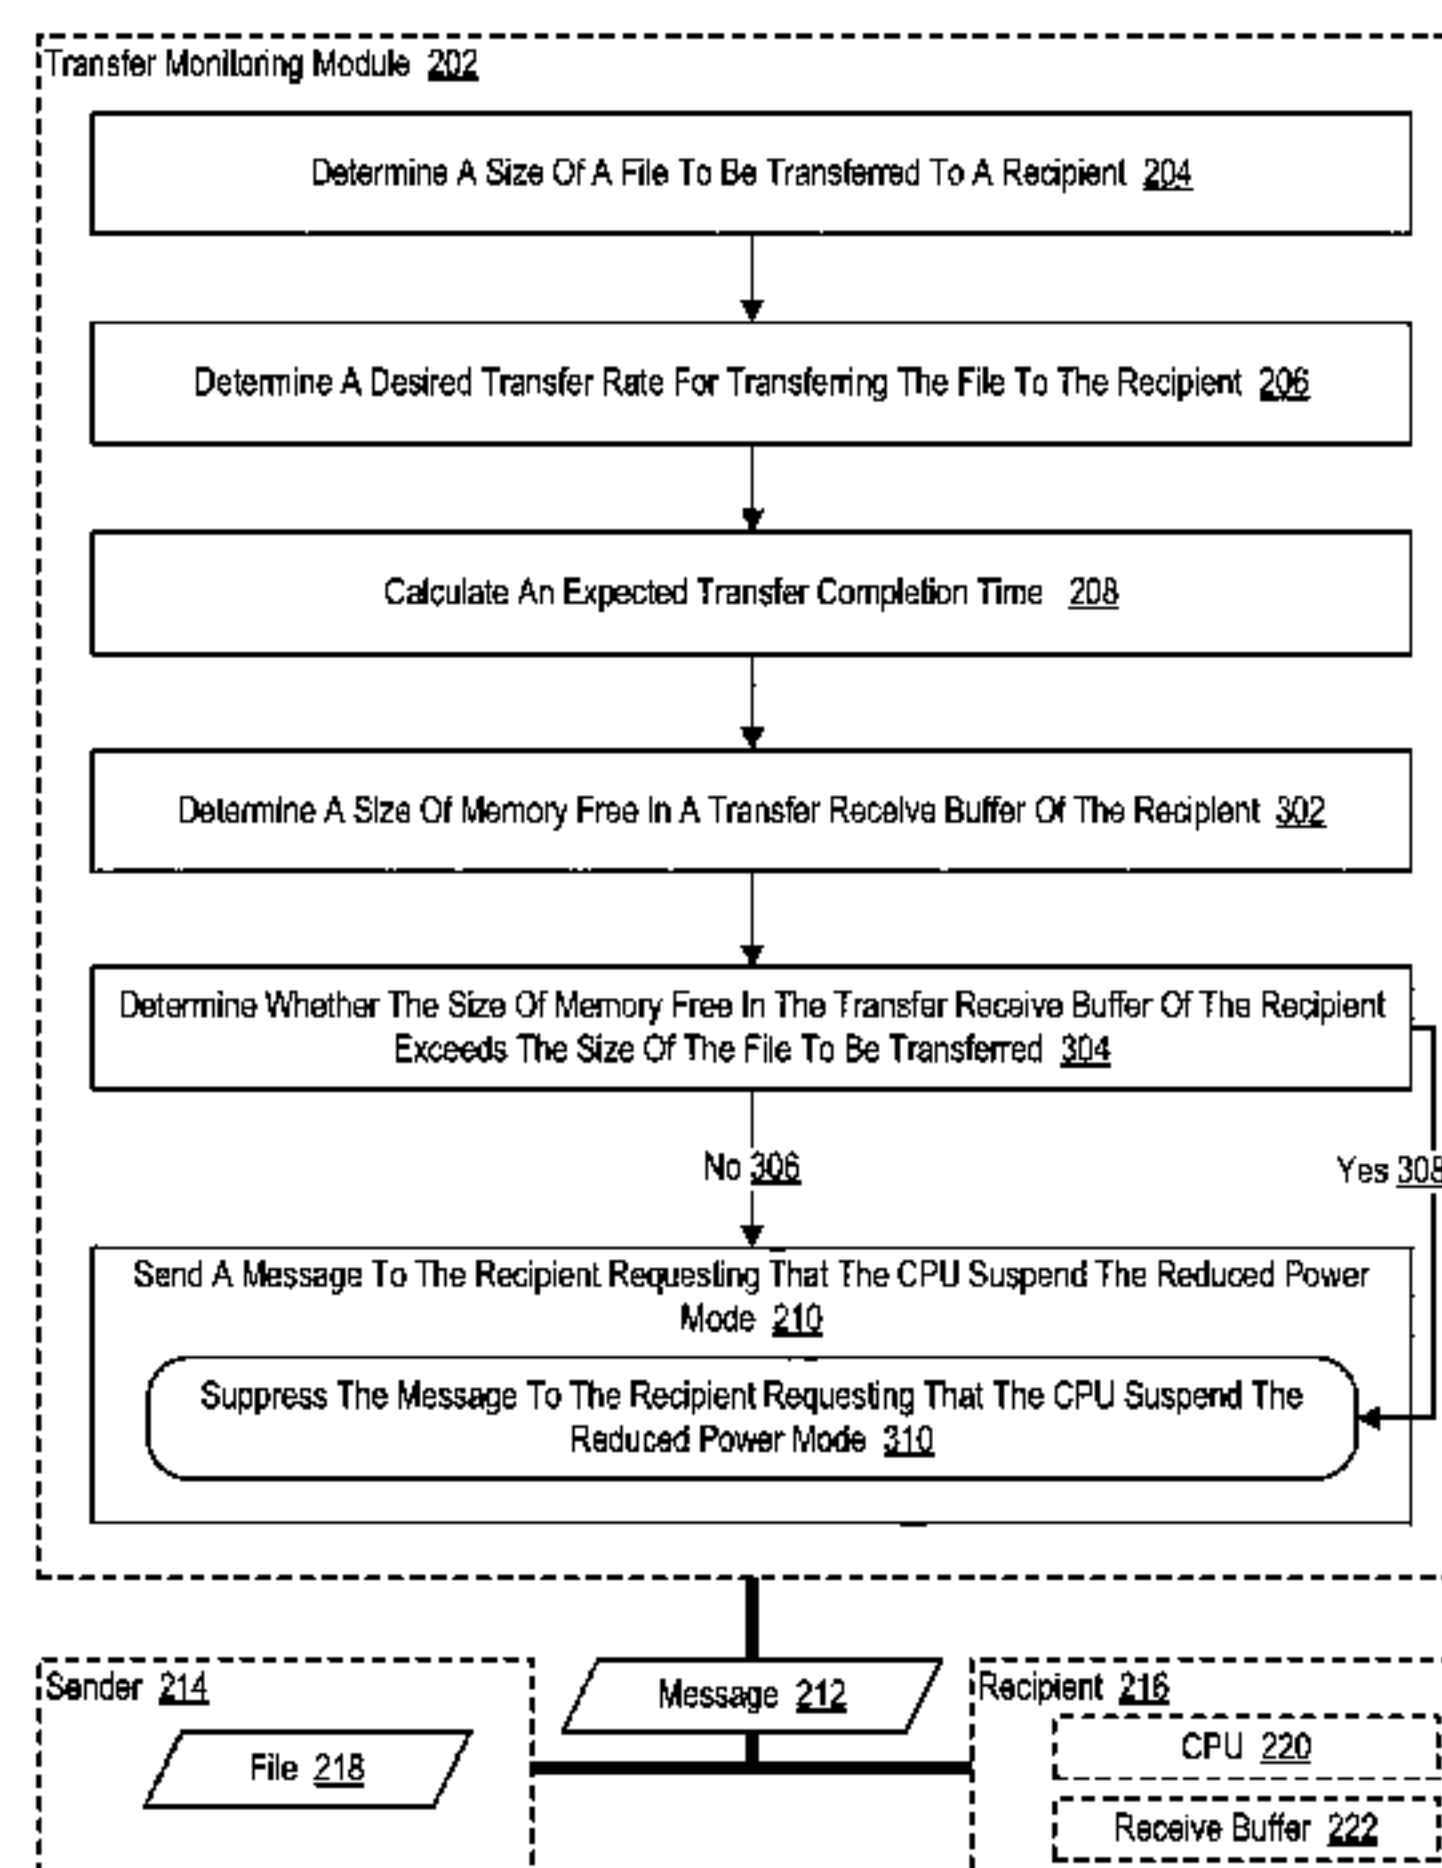 Transfer Monitoring Module 202
Determine A Size Of A File To Be Transferred To A Recipient 204
Determine A Desired Transfer Rate For Transferring The File To The Recipient 206
Calculate An Expected Transfer Completion Time 208
Determine A Size Of Memory Free In A Transfer Receive Buffer Of The Recipient 302
Determine Whether The Size Of Memory Free In The Transfer Receive Buffer Of The Recipient
Exceeds The Size Of The File To Be Transferred 304
No 306
Yes 308
Send A Message To The Recipient Requesting That The CPU Suspend The Reduced Power
Mode 210
Suppress The Message To The Recipient Requesting That The CPU Suspend The
Reduced Power Mode 310
Sender 214
Message 212
Recipient 216
File 218
CPU 220
Receive Buffer 222